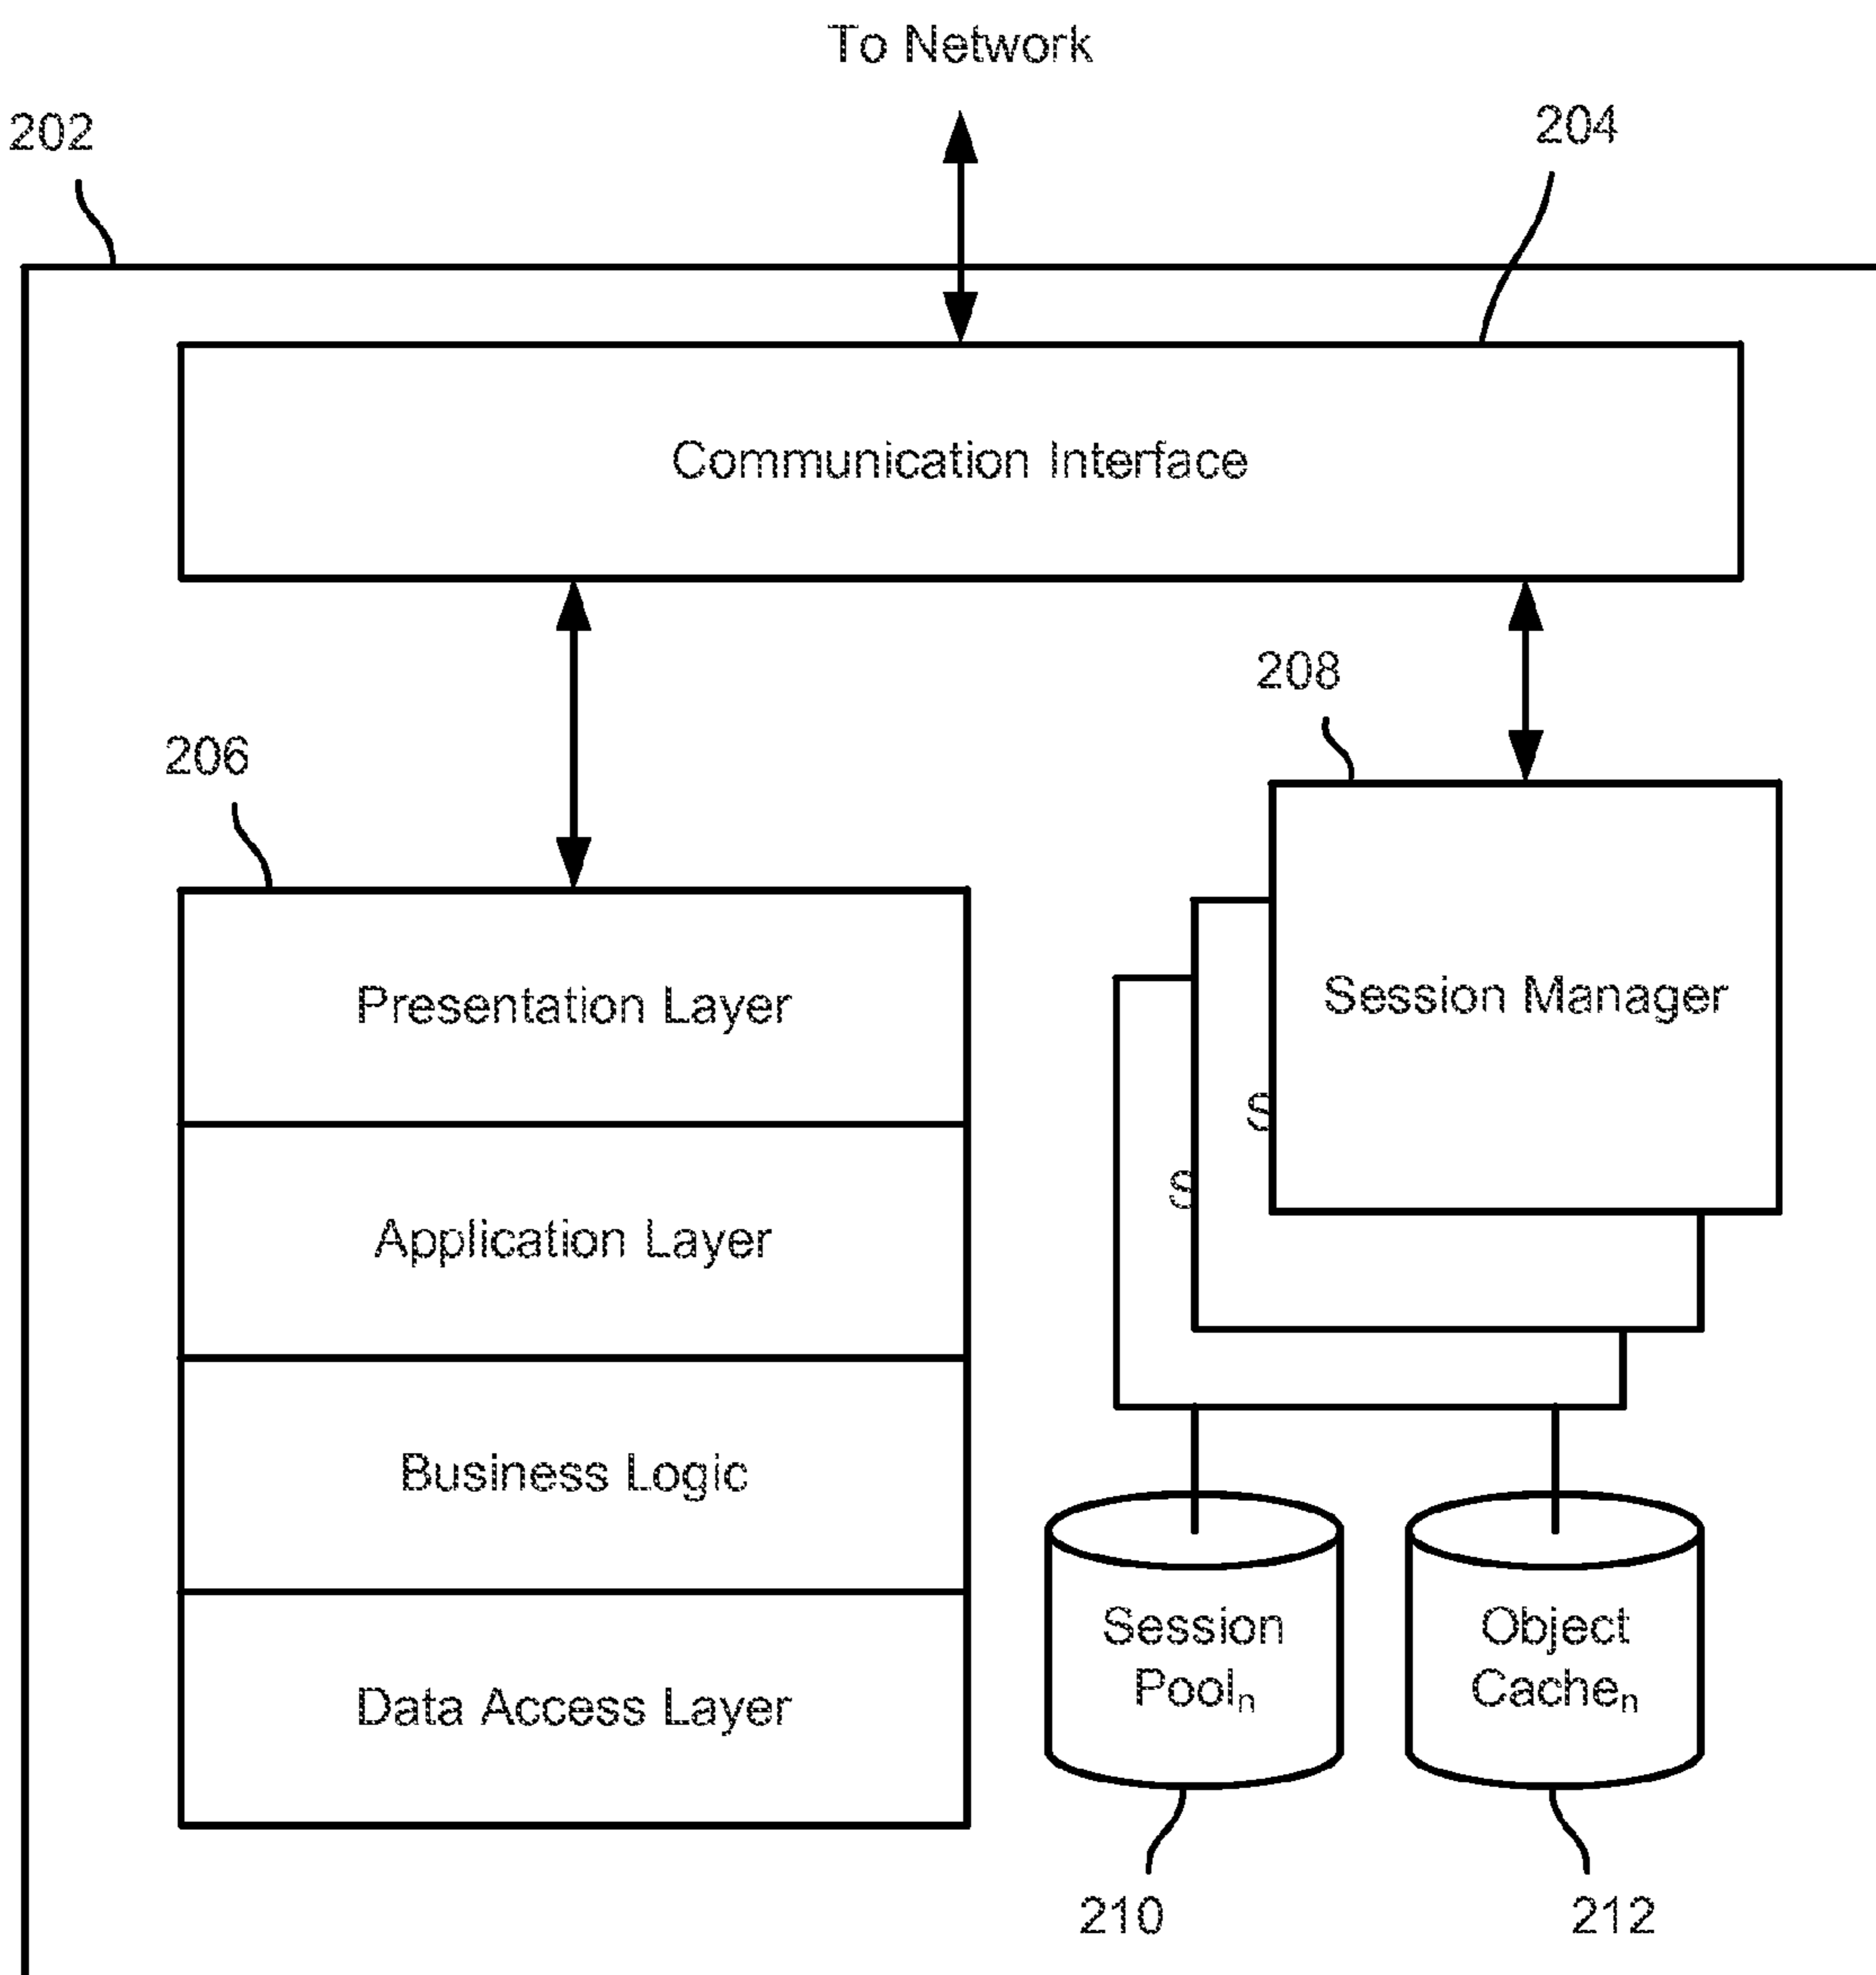 To Network
202
204
Communication Interface
208
206
Session Manager
Presentation Layer
S
Application Layer
S
Business Logic
Data Access Layer
Session
Pooln
Object
Cachen
210
212